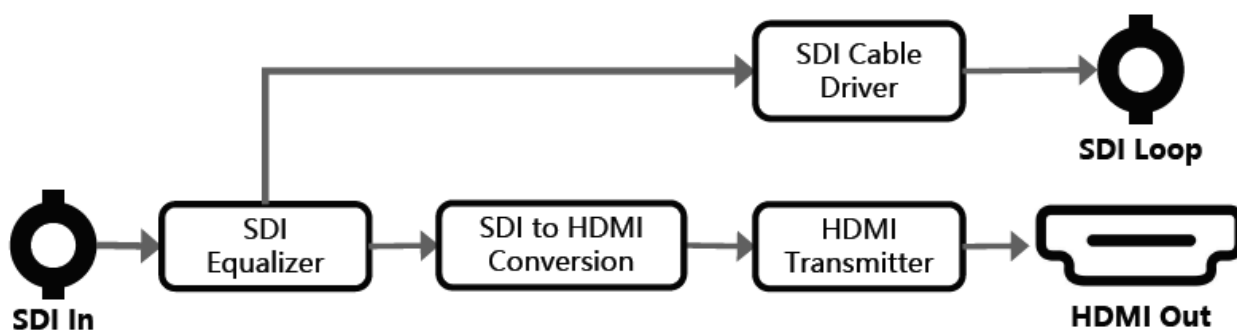 SDI Cable
Driver
SDI Loop
SDI
Equalizer
SDI to HDMI
Conversion
HDMI
Transmitter
SDI In
HDMI Out